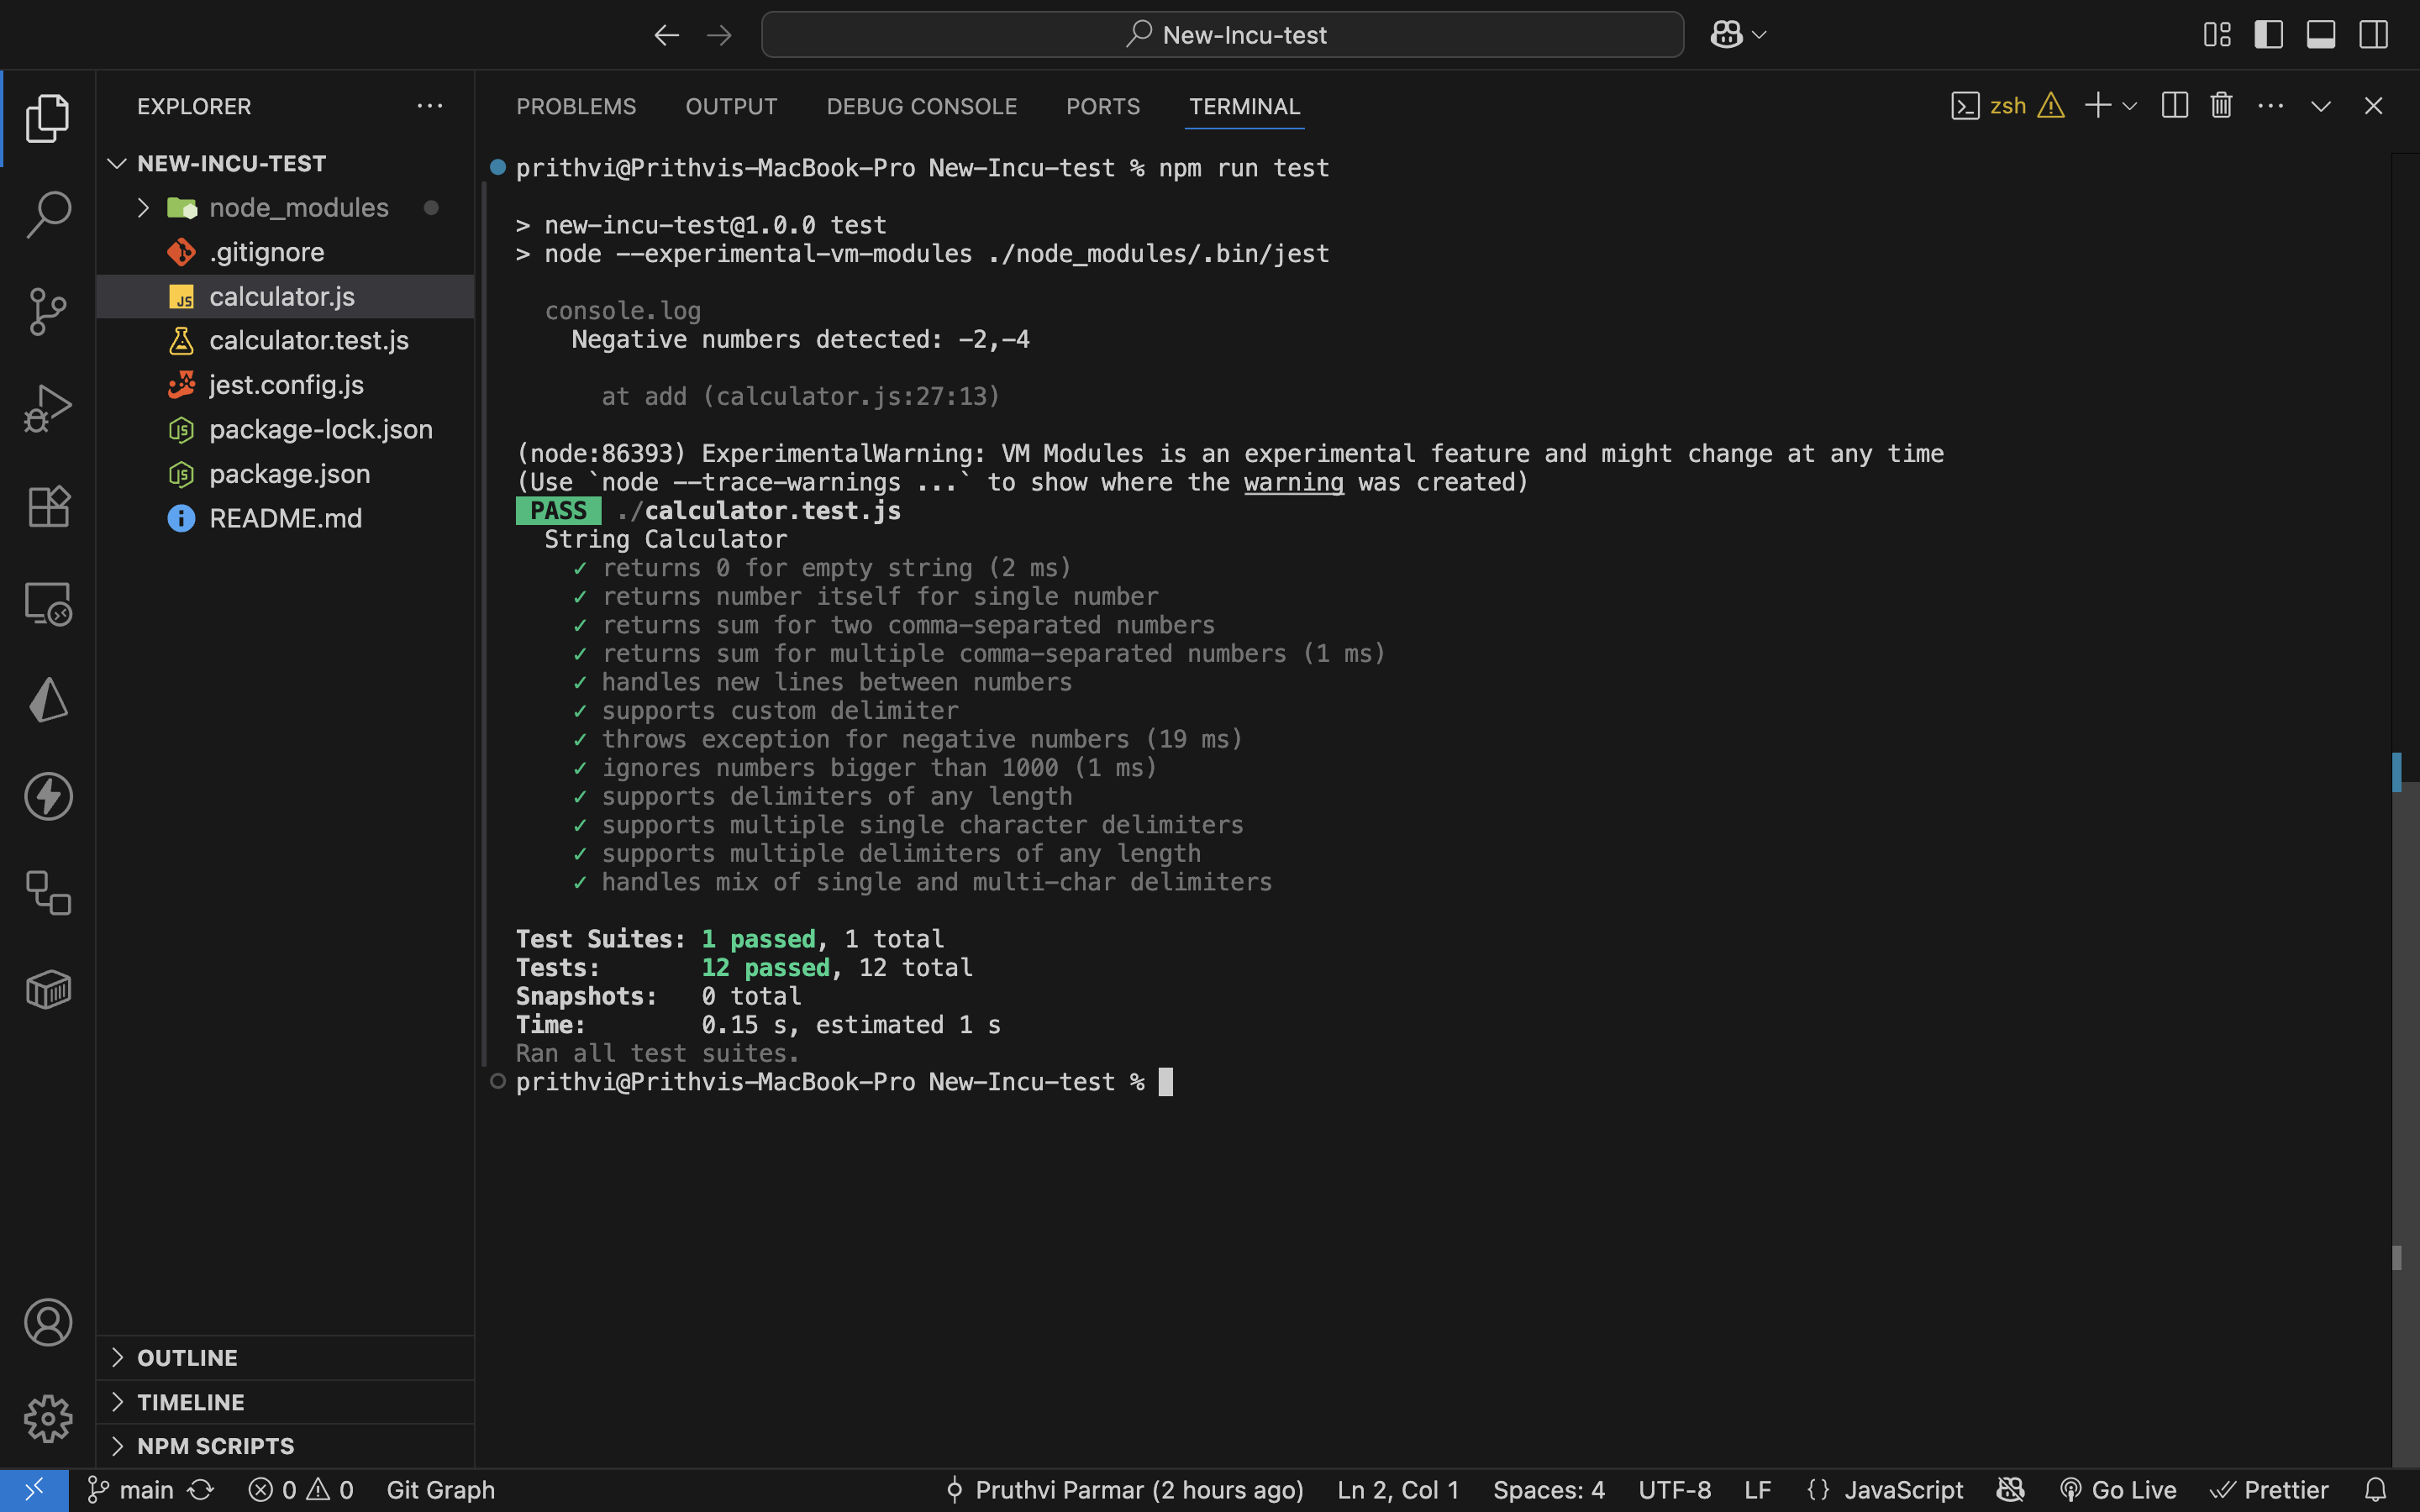 New-Incu-test
EXPLORER
NEW-INCU-TEST
node_modules
.gitignore
JS calculator.js
calculator.test.js
jest.config.js
package-lock.json
package.json
README.md
OUTLINE
TIMELINE
NPM SCRIPTS
PROBLEMS OUTPUT DEBUG CONSOLE PORTS TERMINAL
zsh
prithvi@Prithvis-MacBook-Pro New-Incu-test % npm run test
> new-incu-test@1.0.0 test
> node --experimental-vm-modules ./node_modules/.bin/jest
console.log
Negative numbers detected: -2,-4
at add (calculator.js:27:13)
(node:86393) ExperimentalWarning: VM Modules is an experimental feature and might change at any time
(Use `node --trace-warnings ...` to show where the warning was created)
PASS ./calculator.test.js
String Calculator
✓ returns 0 for empty string (2 ms)
✓ returns number itself for single number
✓ returns sum for two comma-separated numbers
✓ returns sum for multiple comma-separated numbers (1 ms)
✓ handles new lines between numbers
✓ supports custom delimiter
✓ throws exception for negative numbers (19 ms)
✓ ignores numbers bigger than 1000 (1 ms)
✓ supports delimiters of any length
✓ supports multiple single character delimiters
✓ supports multiple delimiters of any length
✓ handles mix of single and multi-char delimiters
Test Suites: 1 passed, 1 total
Tests: 12 passed, 12 total
Snapshots: 0 total
Time: 0.15 s, estimated 1 s
Ran all test suites.
prithvi@Prithvis-MacBook-Pro New-Incu-test %
main 0 0 Git Graph Pruthvi Parmar (2 hours ago) Ln 2, Col 1 Spaces: 4 UTF-8 LF {} JavaScript Go Live Prettier